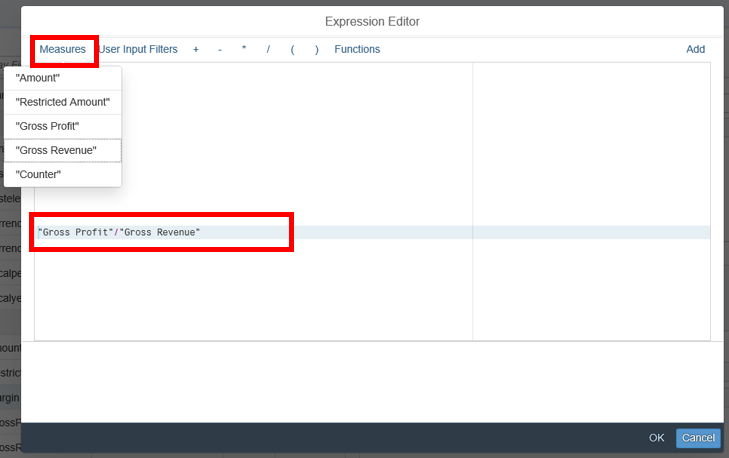 Expression Editor
Measures User Input Filters + - * / ( ) Functions Add
"Amount"
"Restricted Amount"
"Gross Profit"
"Gross Revenue"
"Counter"
"Gross Profit"/"Gross Revenue"
OK Cancel